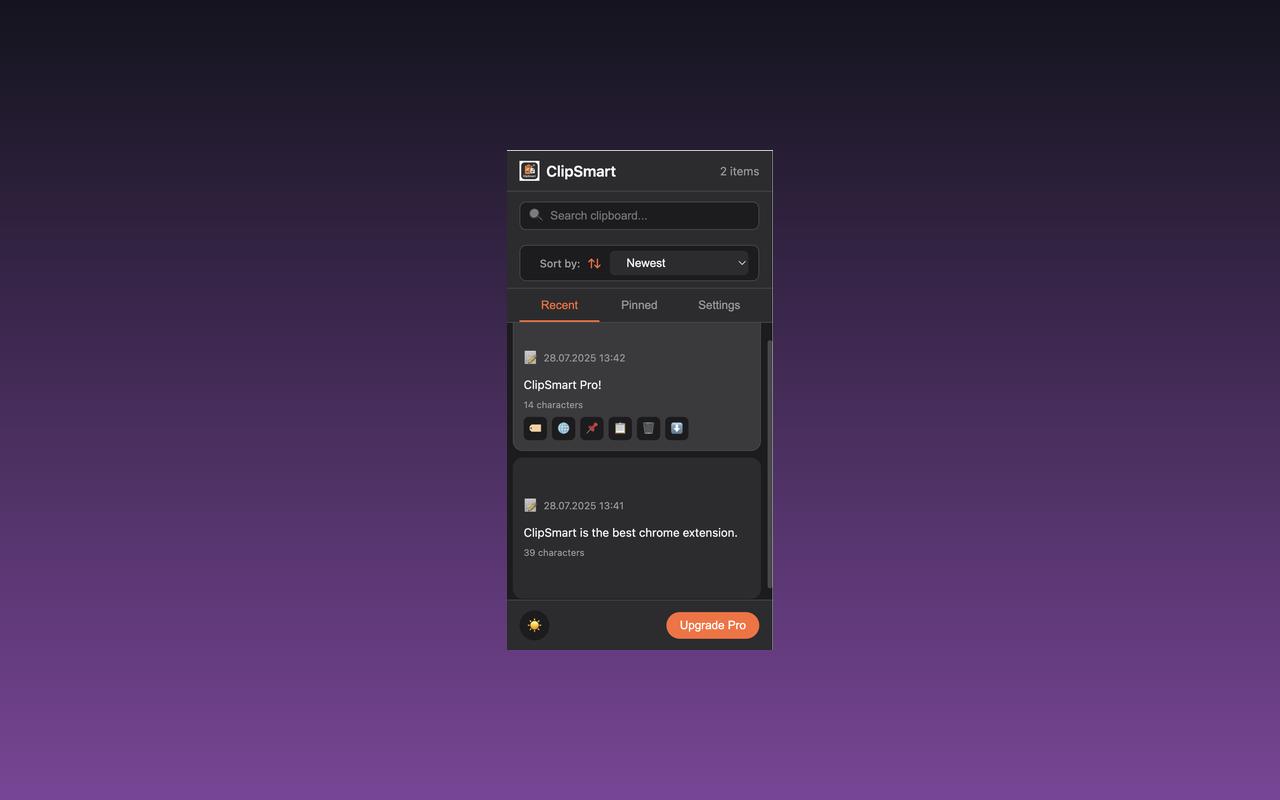 ClipSmart
2 items
Search clipboard...
Sort by:
Newest
Recent
Pinned
Settings
28.07.2025 13:42
ClipSmart Pro!
14 characters
28.07.2025 13:41
ClipSmart is the best chrome extension.
39 characters
Upgrade Pro